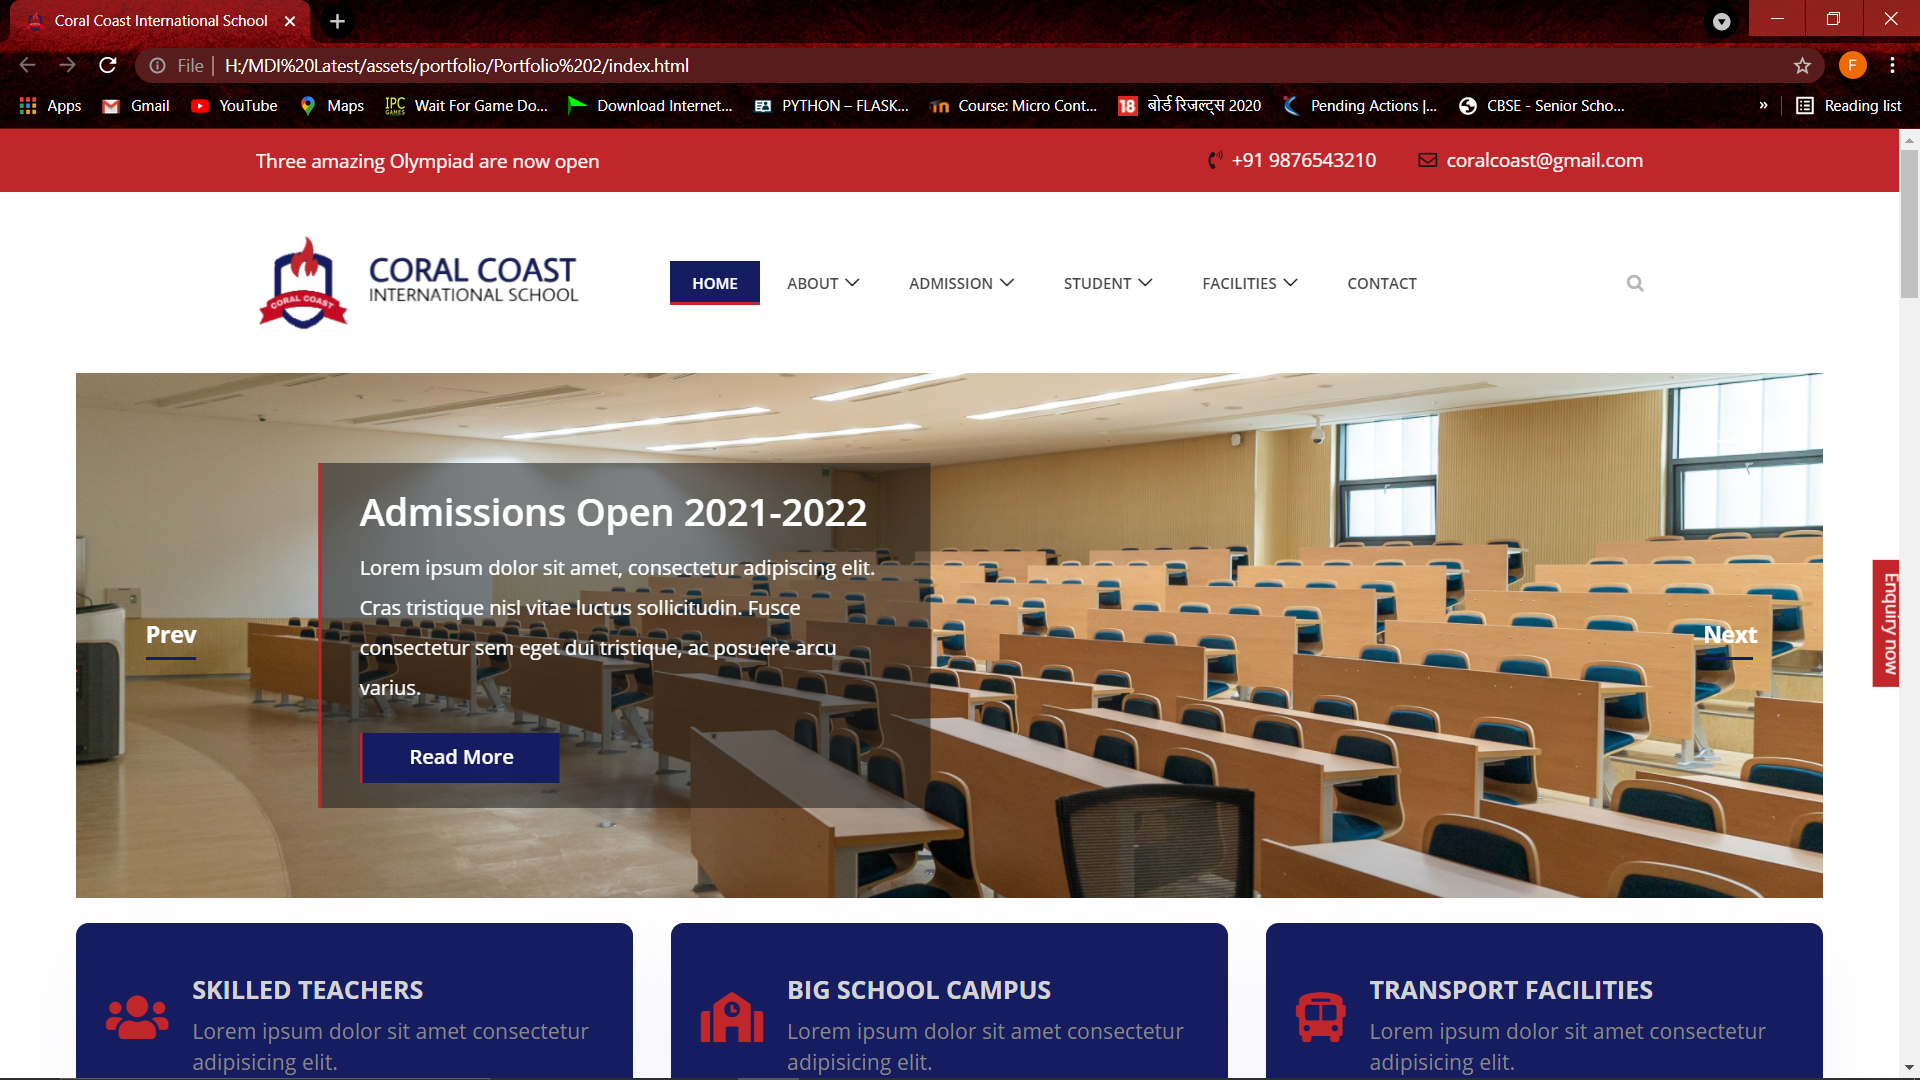 Coral Coast International School
File
H:/MDI%20Latest/assets/portfolio/Portfolio%202/index.html
F
Apps
Gmail
YouTube
Maps
IPC GAMES
Wait For Game Do...
Download Internet...
PYTHON – FLASK...
Course: Micro Cont...
18
बोर्ड रिजल्ट्स 2020
Pending Actions |...
CBSE - Senior Scho...
»
Reading list
Three amazing Olympiad are now open
+91 9876543210
coralcoast@gmail.com
CORAL COAST
CORAL COAST
INTERNATIONAL SCHOOL
HOME
ABOUT
ADMISSION
STUDENT
FACILITIES
CONTACT
Admissions Open 2021-2022
Lorem ipsum dolor sit amet, consectetur adipiscing elit.
Cras tristique nisl vitae luctus sollicitudin. Fusce
consectetur sem eget dui tristique, ac posuere arcu
varius.
Read More
Prev
Next
Enquiry now
SKILLED TEACHERS
Lorem ipsum dolor sit amet consectetur
adipisicing elit.
BIG SCHOOL CAMPUS
Lorem ipsum dolor sit amet consectetur
adipisicing elit.
TRANSPORT FACILITIES
Lorem ipsum dolor sit amet consectetur
adipisicing elit.